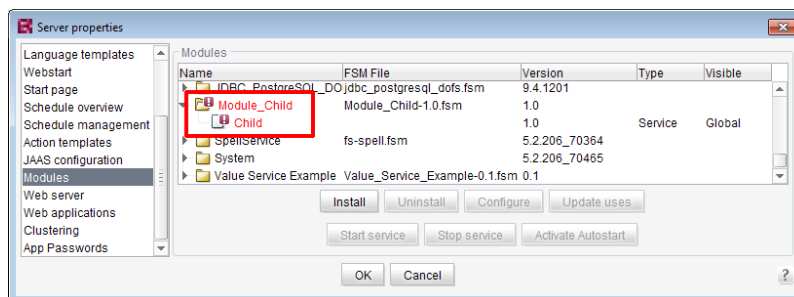 Server properties
Language templates
Webstart
Start page
Schedule overview
Schedule management
Action templates
JAAS configuration
Modules
Web server
Web applications
Clustering
App Passwords
Modules
Name FSM File Version Type Visible
JDBC_PostgreSQL_DO jdbc_postgresql_dofs.fsm 9.4.1201
Module_Child Module_Child-1.0.fsm 1.0
Child 1.0 Service Global
SpellService fs-spell.fsm 5.2.206_70364
System 5.2.206_70465
Value Service Example Value_Service_Example-0.1.fsm 0.1
Install Uninstall Configure Update uses
Start service Stop service Activate Autostart
OK Cancel ?